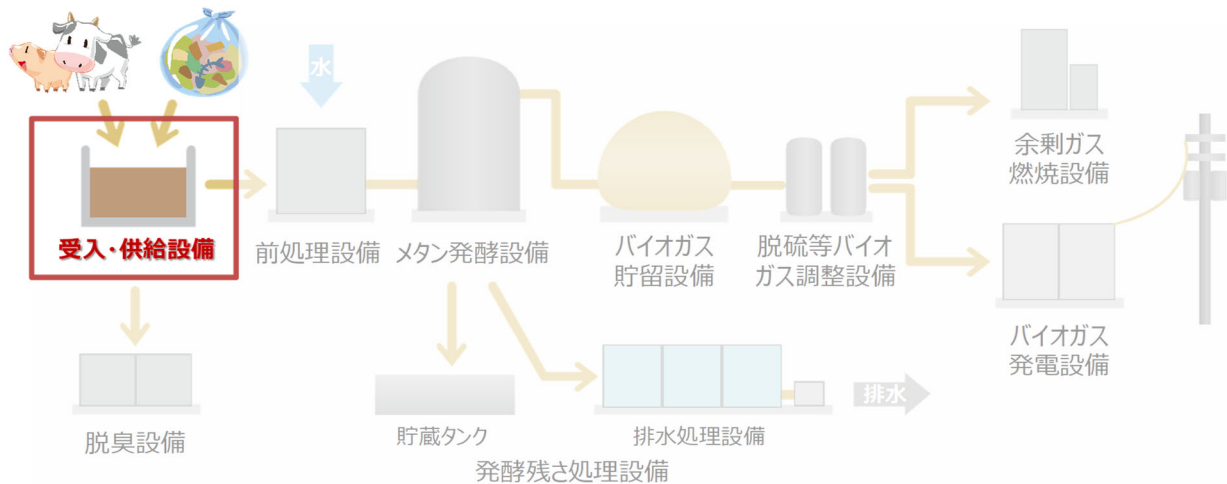 水
余剰ガス
燃焼設備
受入・供給設備
前処理設備
メタン発酵設備
バイオガス
貯留設備
脱硫等バイオ
ガス調整設備
バイオガス
発電設備
脱臭設備
貯蔵タンク
排水処理設備
排水
発酵残さ処理設備